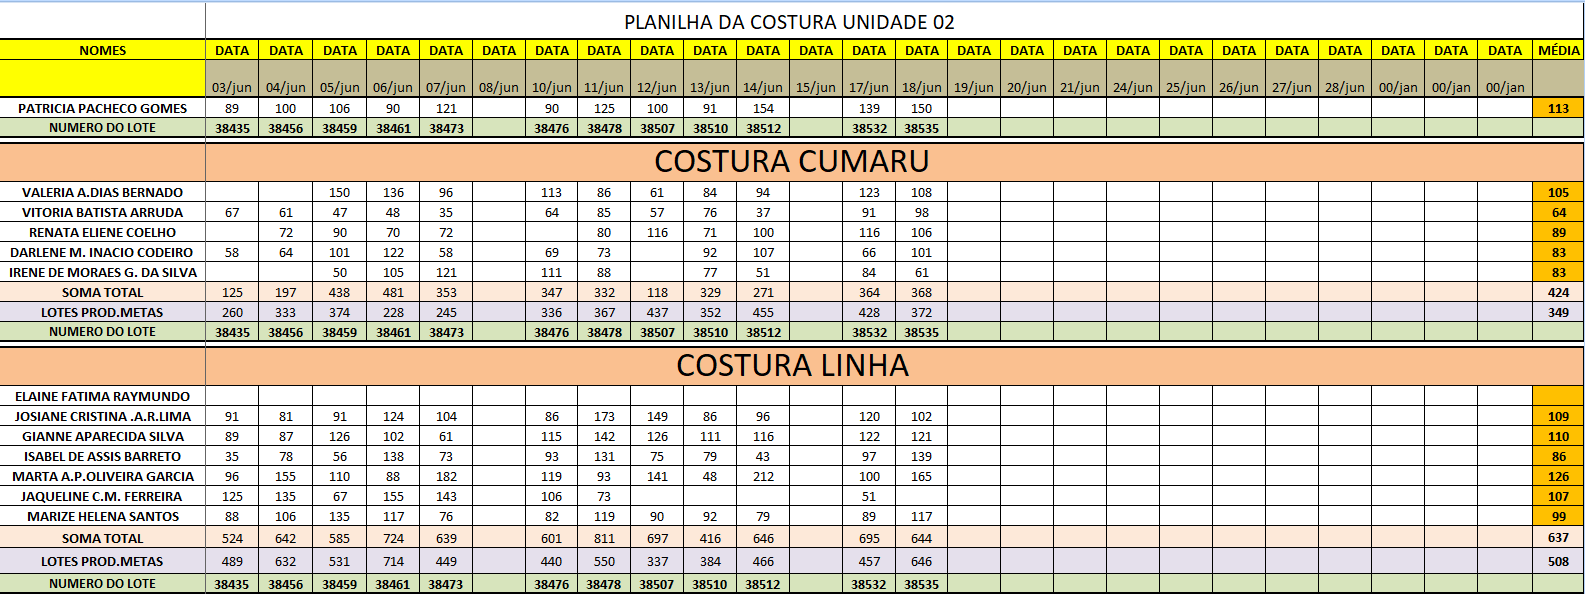 PLANILHA DA COSTURA UNIDADE 02
NOMES DATA DATA DATA DATA DATA DATA DATA DATA DATA DATA DATA DATA DATA DATA DATA DATA DATA DATA DATA DATA DATA DATA DATA DATA DATA MÉDIA
03/jun 04/jun 05/jun 06/jun 07/jun 08/jun 10/jun 11/jun 12/jun 13/jun 14/jun 15/jun 17/jun 18/jun 19/jun 20/jun 21/jun 24/jun 25/jun 26/jun 27/jun 28/jun 00/jan 00/jan 00/jan
PATRICIA PACHECO GOMES 89 100 106 90 121 90 125 100 91 154 139 150 113
NUMERO DO LOTE 38435 38456 38459 38461 38473 38476 38478 38507 38510 38512 38532 38535
COSTURA CUMARU
VALERIA A.DIAS BERNADO 150 136 96 113 86 61 84 94 123 108 105
VITORIA BATISTA ARRUDA 67 61 47 48 35 64 85 57 76 37 91 98 64
RENATA ELIENE COELHO 72 90 70 72 80 116 71 100 116 106 89
DARLENE M. INACIO CODEIRO 58 64 101 122 58 69 73 92 107 66 101 83
IRENE DE MORAES G. DA SILVA 50 105 121 111 88 77 51 84 61 83
SOMA TOTAL 125 197 438 481 353 347 332 118 329 271 364 368 424
LOTES PROD.METAS 260 333 374 228 245 336 367 437 352 455 428 372 349
NUMERO DO LOTE 38435 38456 38459 38461 38473 38476 38478 38507 38510 38512 38532 38535
COSTURA LINHA
ELAINE FATIMA RAYMUNDO
JOSIANE CRISTINA .A.R.LIMA 91 81 91 124 104 86 173 149 86 96 120 102 109
GIANNE APARECIDA SILVA 89 87 126 102 61 115 142 126 111 116 122 121 110
ISABEL DE ASSIS BARRETO 35 78 56 138 73 93 131 75 79 43 97 139 86
MARTA A.P.OLIVEIRA GARCIA 96 155 110 88 182 119 93 141 48 212 100 165 126
JAQUELINE C.M. FERREIRA 125 135 67 155 143 106 73 51 107
MARIZE HELENA SANTOS 88 106 135 117 76 82 119 90 92 79 89 117 99
SOMA TOTAL 524 642 585 724 639 601 811 697 416 646 695 644 637
LOTES PROD.METAS 489 632 531 714 449 440 550 337 384 466 457 646 508
NUMERO DO LOTE 38435 38456 38459 38461 38473 38476 38478 38507 38510 38512 38532 38535